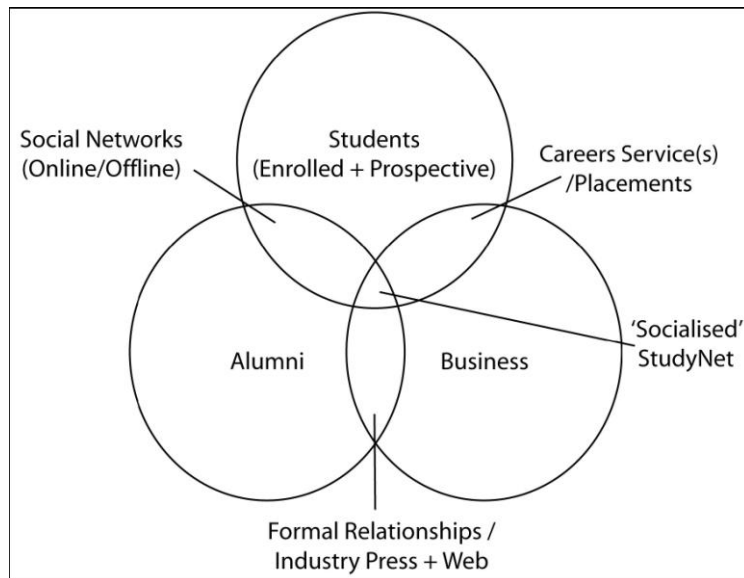 Social Networks
(Online/Offline)
Students
(Enrolled + Prospective)
Careers Service(s)
/Placements
Alumni
Business
'Socialised'
StudyNet
Formal Relationships /
Industry Press + Web